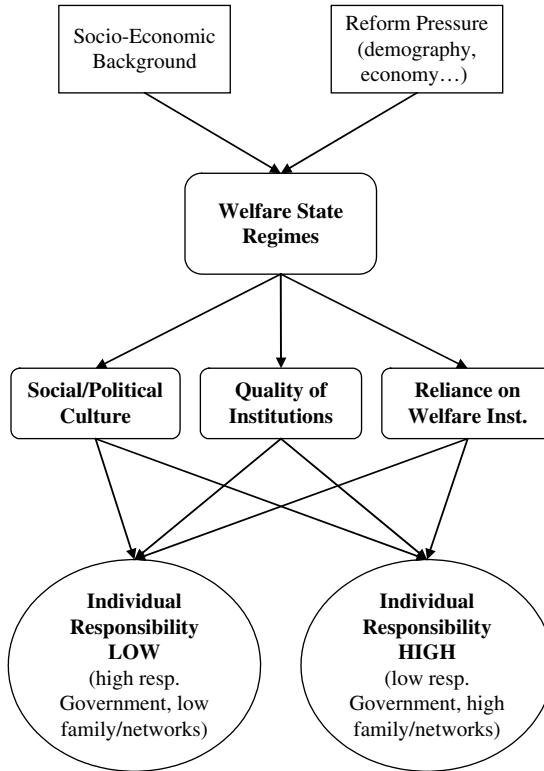 Socio-Economic
Background
Reform Pressure
(demography,
economy…)
Welfare State
Regimes
Social/Political
Culture
Quality of
Institutions
Reliance on
Welfare Inst.
Individual
Responsibility
LOW
(high resp.
Government, low
family/networks)
Individual
Responsibility
HIGH
(low resp.
Government, high
family/networks)